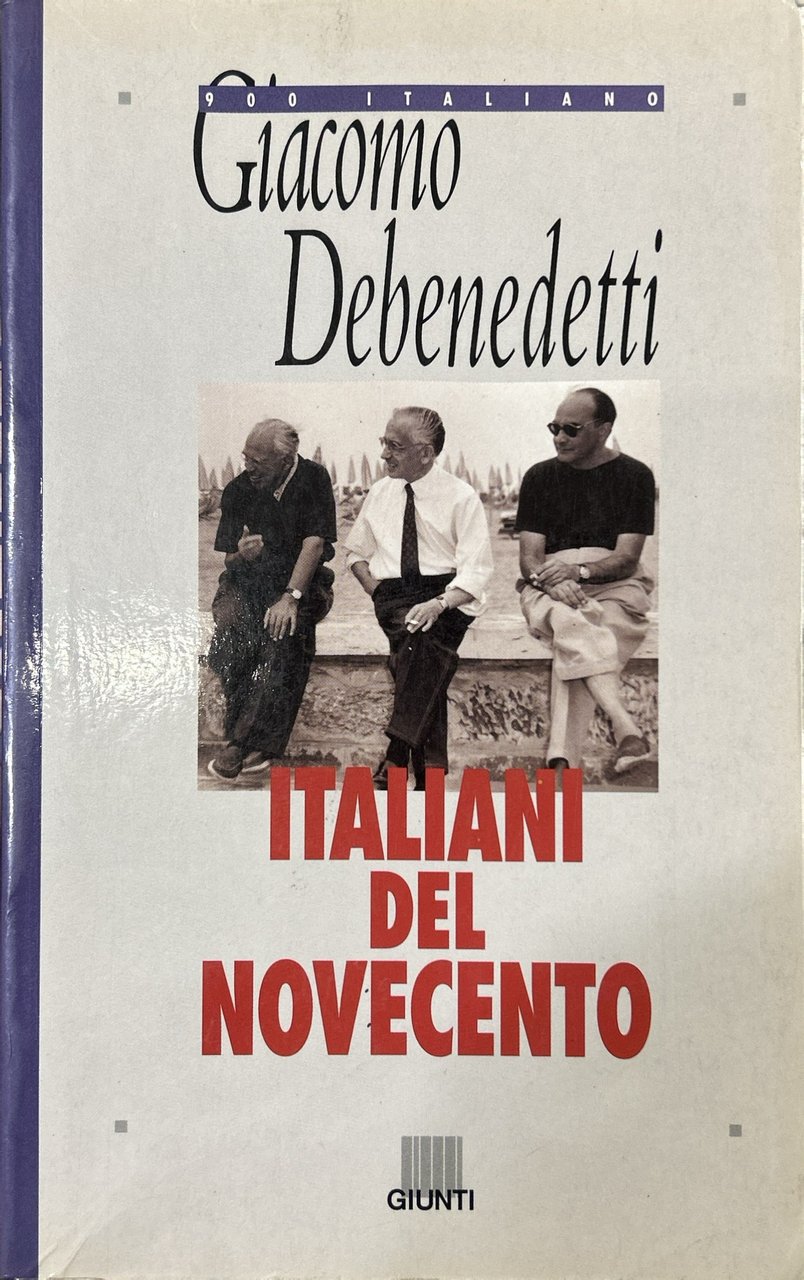 900 ITALIANO
Giacomo
Debenedetti
ITALIANI
DEL
NOVECENTO
GIUNTI